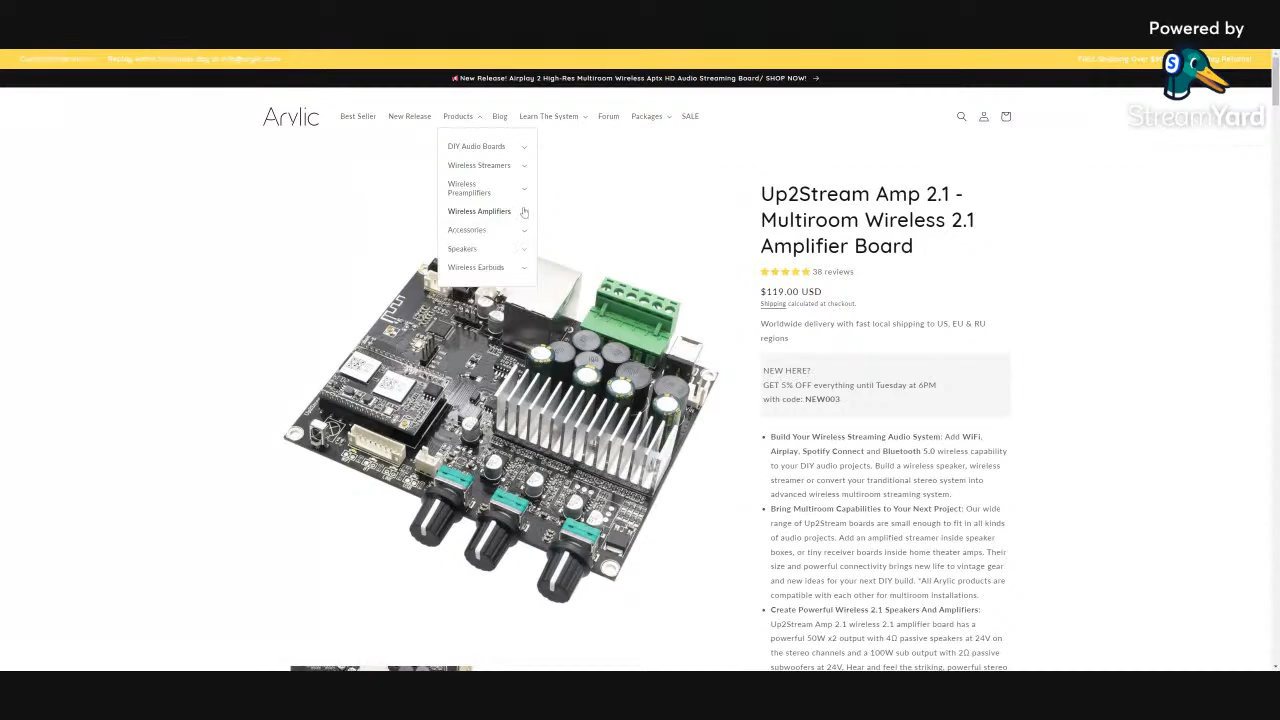 Powered by
StreamYard
📢 New Release! Airplay 2 High-Res Multiroom Wireless Aptx HD Audio Streaming Board/ SHOP NOW! →
Arylic
Best Seller
New Release
Products
Blog
Learn The System
Forum
Packages
SALE
DIY Audio Boards
Wireless Streamers
Wireless
Preamplifiers
Wireless Amplifiers
Accessories
Speakers
Wireless Earbuds
Up2Stream Amp 2.1 -
Multiroom Wireless 2.1
Amplifier Board
38 reviews
$119.00 USD
Shipping calculated at checkout.
Worldwide delivery with fast local shipping to US, EU & RU
regions
NEW HERE?
GET 5% OFF everything until Tuesday at 6PM
with code: NEW003
• Build Your Wireless Streaming Audio System: Add WiFi,
Airplay, Spotify Connect and Bluetooth 5.0 wireless capability
to your DIY audio projects. Build a wireless speaker, wireless
streamer or convert your tranditional stereo system into
advanced wireless multiroom streaming system.
• Bring Multiroom Capabilities to Your Next Project: Our wide
range of Up2Stream boards are small enough to fit in all kinds
of audio projects. Add an amplified streamer inside speaker
boxes, or tiny receiver boards inside home theater amps. Their
size and powerful connectivity brings new life to vintage gear
and new ideas for your next DIY build. *All Arylic products are
compatible with each other for multiroom installations.
• Create Powerful Wireless 2.1 Speakers And Amplifiers:
Up2Stream Amp 2.1 wireless 2.1 amplifier board has a
powerful 50W x2 output with 4Ω passive speakers at 24V on
the stereo channels and a 100W sub output with 2Ω passive
subwoofers at 24V. Hear and feel the striking, powerful stereo